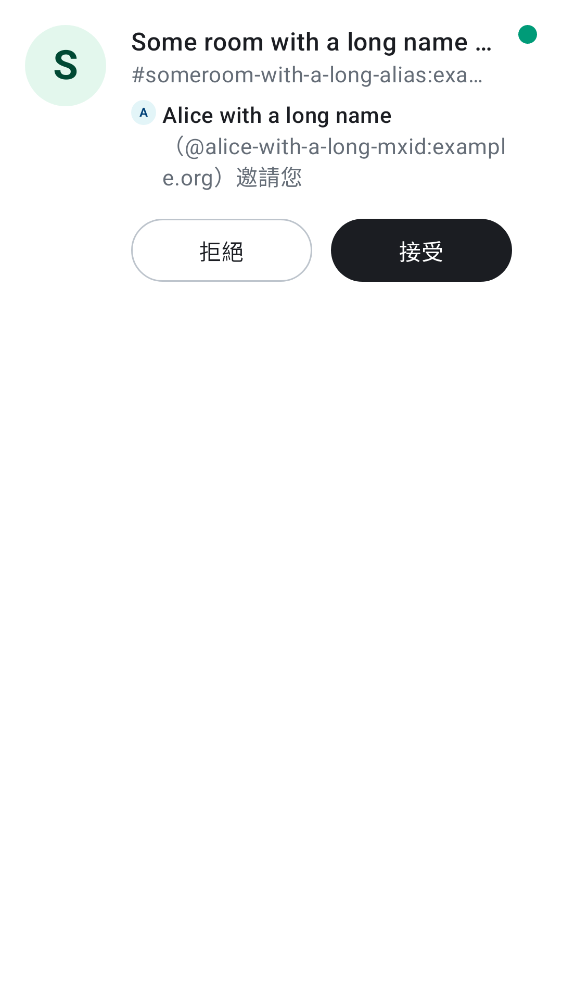 S
Some room with a long name …
#someroom-with-a-long-alias:exa…
A
Alice with a long name
（@alice-with-a-long-mxid:exampl
e.org）邀請您
拒絕
接受